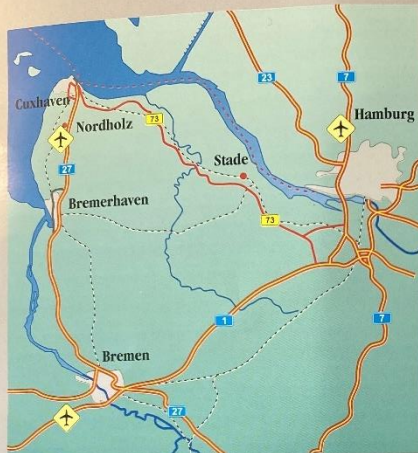 23
7
Cuxhaven
Hamburg
Nordholz
73
Stade
27
Bremerhaven
73
1
7
Bremen
27